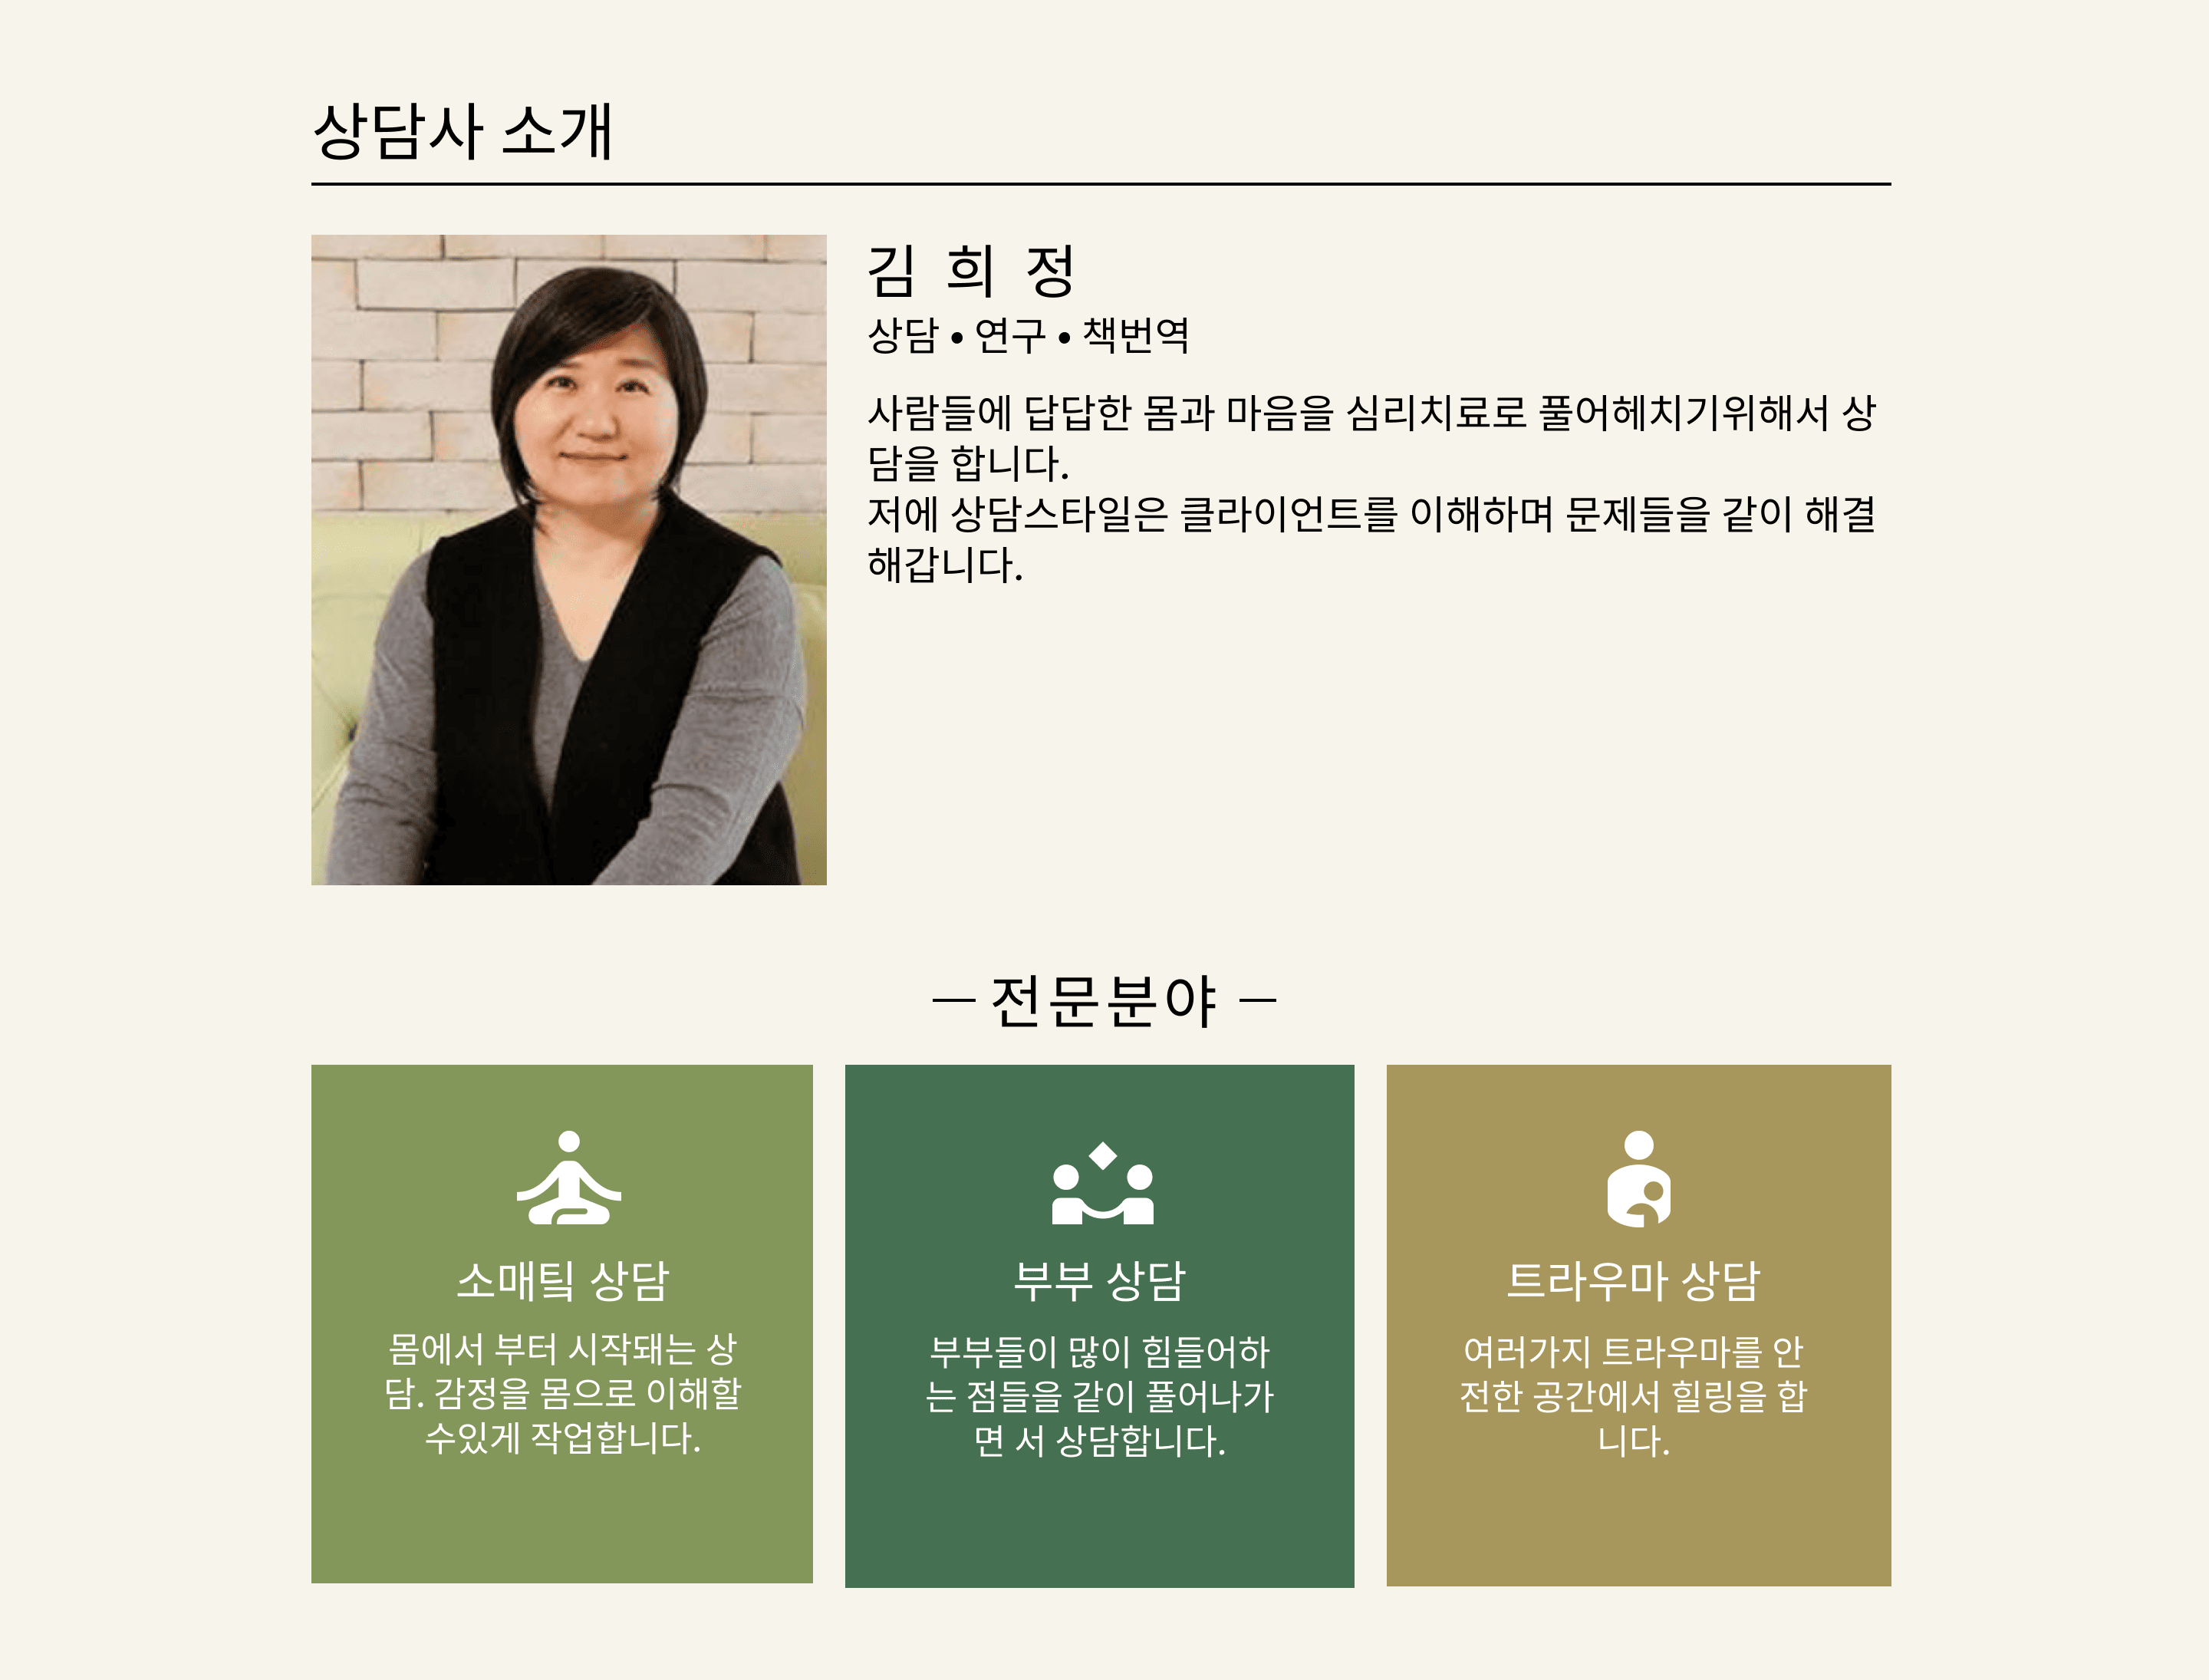 상담사 소개
김 희 정
상담 • 연구 • 책번역
사람들에 답답한 몸과 마음을 심리치료로 풀어헤치기위해서 상
담을 합니다.
저에 상담스타일은 클라이언트를 이해하며 문제들을 같이 해결
해갑니다.
— 전문분야 —
소매팈 상담
몸에서 부터 시작돼는 상
담. 감정을 몸으로 이해할
수있게 작업합니다.
부부 상담
부부들이 많이 힘들어하
는 점들을 같이 풀어나가
면 서 상담합니다.
트라우마 상담
여러가지 트라우마를 안
전한 공간에서 힐링을 합
니다.